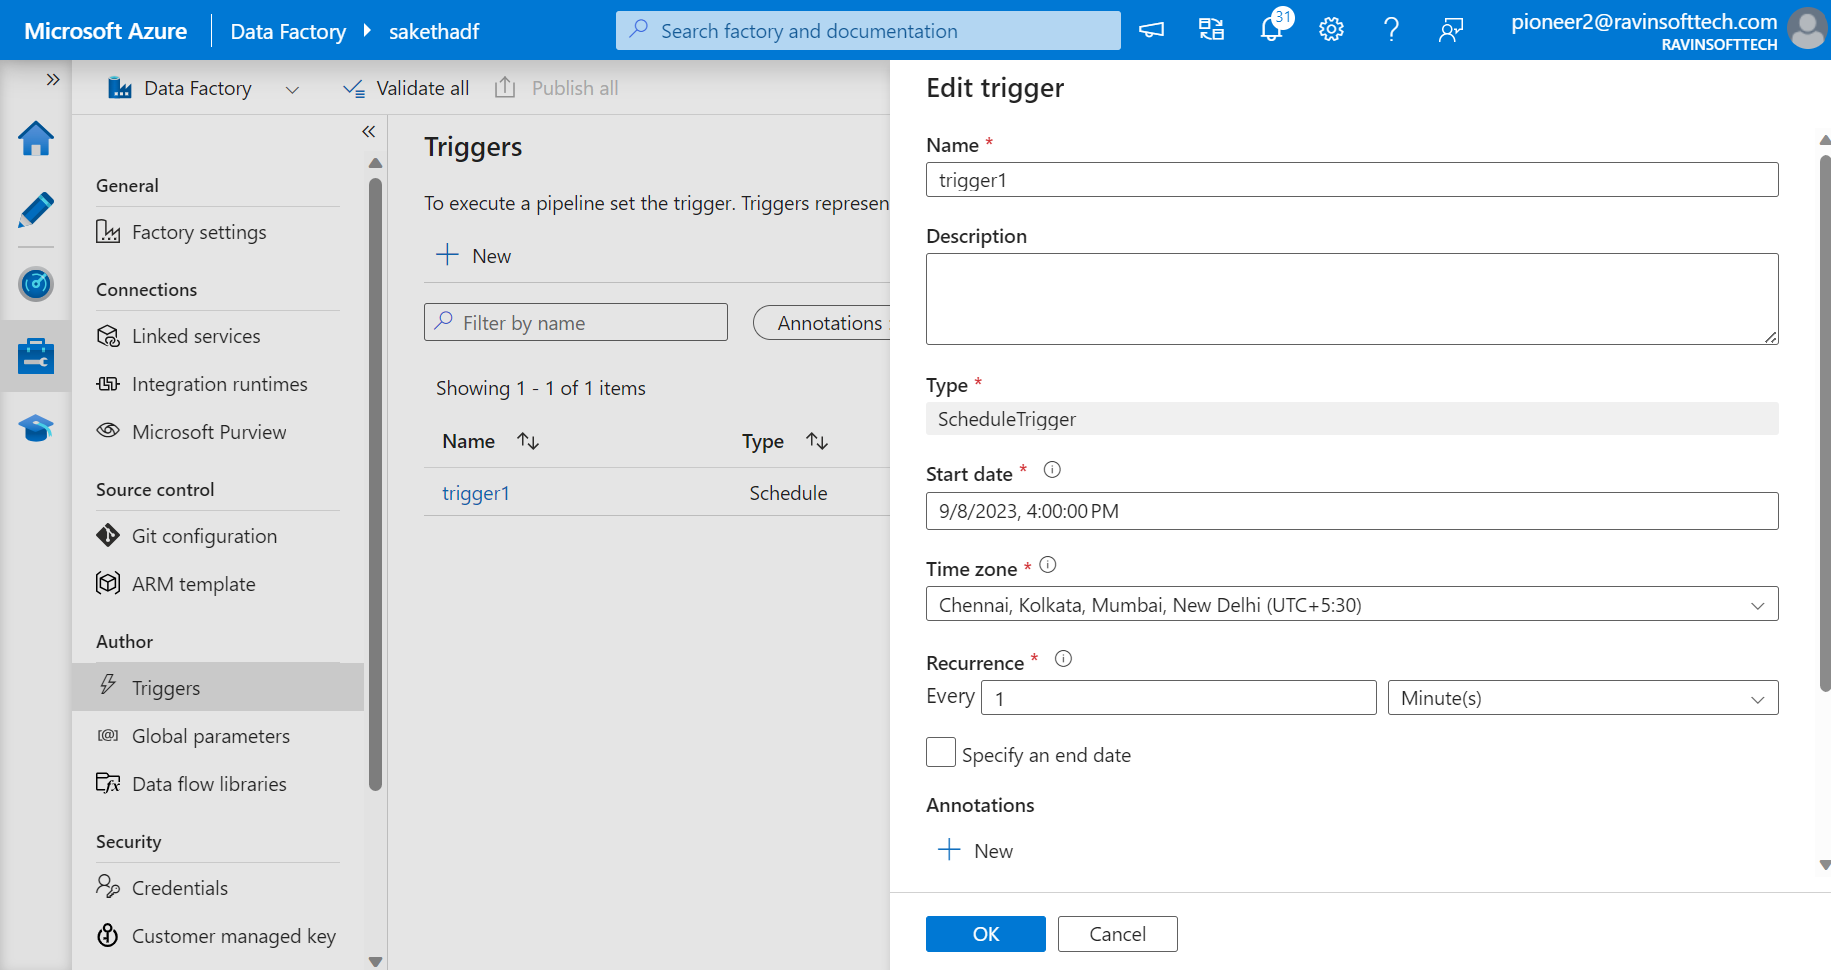 Microsoft Azure
Data Factory
sakethadf
Search factory and documentation
31
pioneer2@ravinsofttech.com
RAVINSOFTTECH
Data Factory
Validate all
Publish all
General
Factory settings
Connections
Linked services
Integration runtimes
Microsoft Purview
Source control
Git configuration
ARM template
Author
Triggers
Global parameters
Data flow libraries
Security
Credentials
Customer managed key
Triggers
To execute a pipeline set the trigger. Triggers represen
New
Filter by name
Annotations :
Showing 1 - 1 of 1 items
Name Type
trigger1 Schedule
Edit trigger
Name *
trigger1
Description
Type *
ScheduleTrigger
Start date *
9/8/2023, 4:00:00 PM
Time zone *
Chennai, Kolkata, Mumbai, New Delhi (UTC+5:30)
Recurrence *
Every 1 Minute(s)
Specify an end date
Annotations
New
OK Cancel